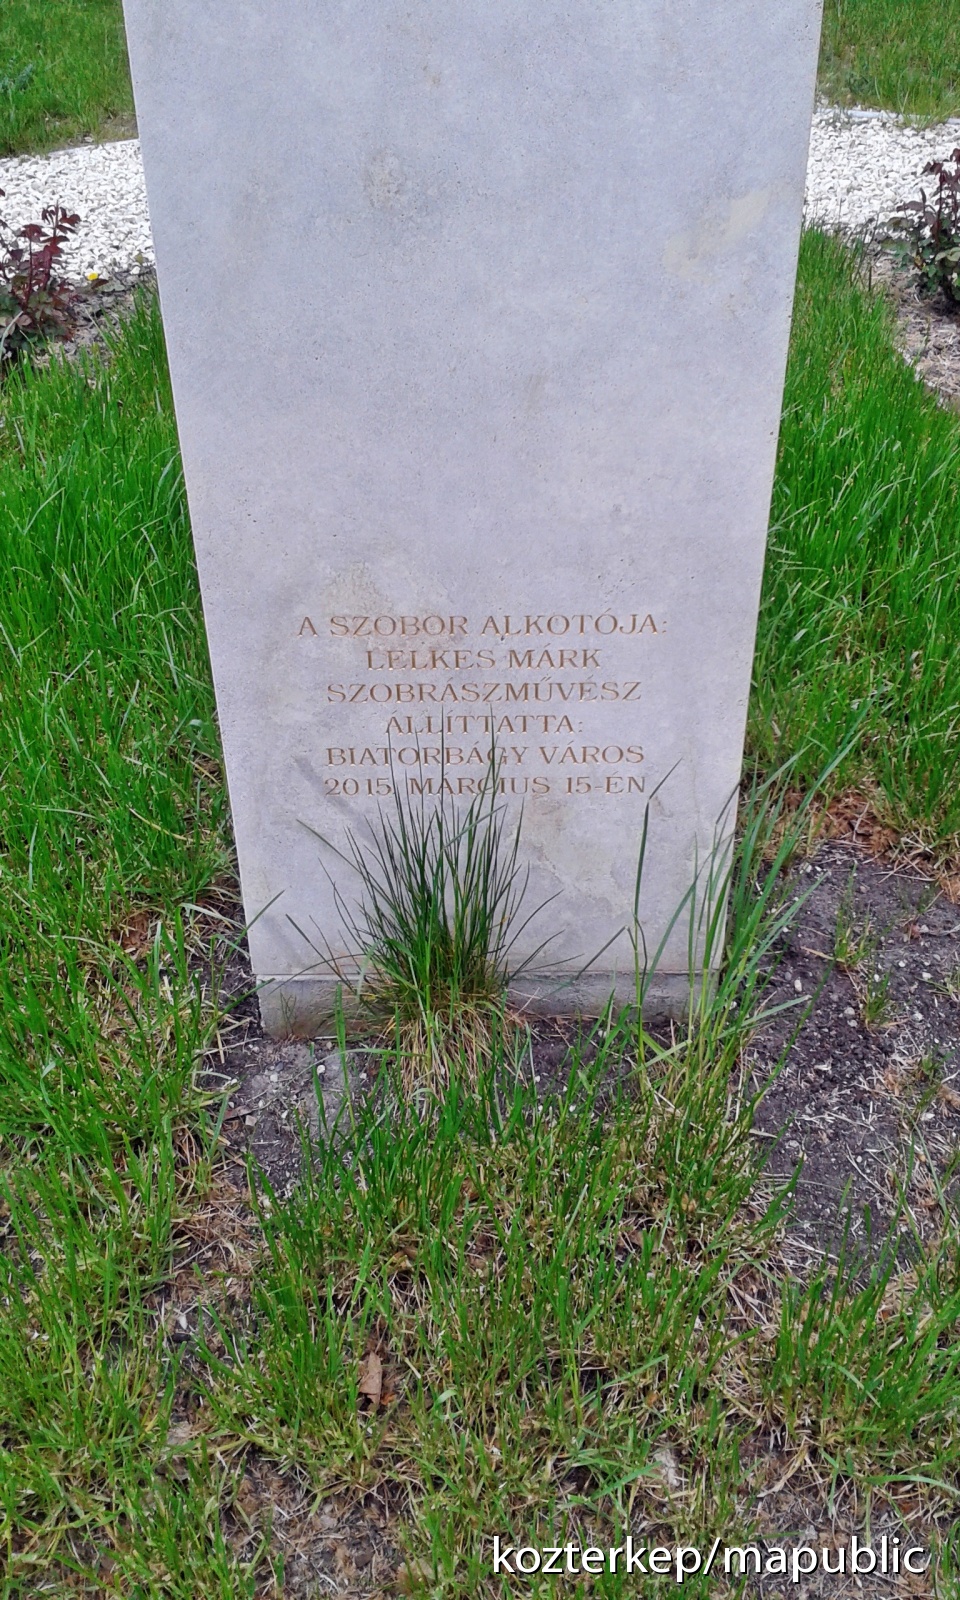 A SZOBOR ALKOTÓJA:
LELKES MÁRK
SZOBRÁSZMŰVÉSZ
ÁLLÍTTATTA:
BIATORBÁGY VÁROS
2015. MÁRCIUS 15-ÉN
kozterkep/mapublic